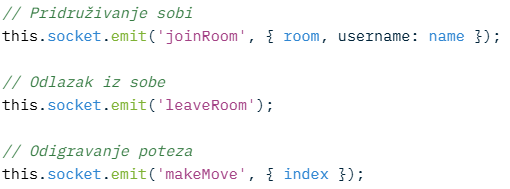 // Pridruživanje sobi
this.socket.emit('joinRoom', { room, username: name });
// Odlazak iz sobe
this.socket.emit('leaveRoom');
// Odigravanje poteza
this.socket.emit('makeMove', { index });